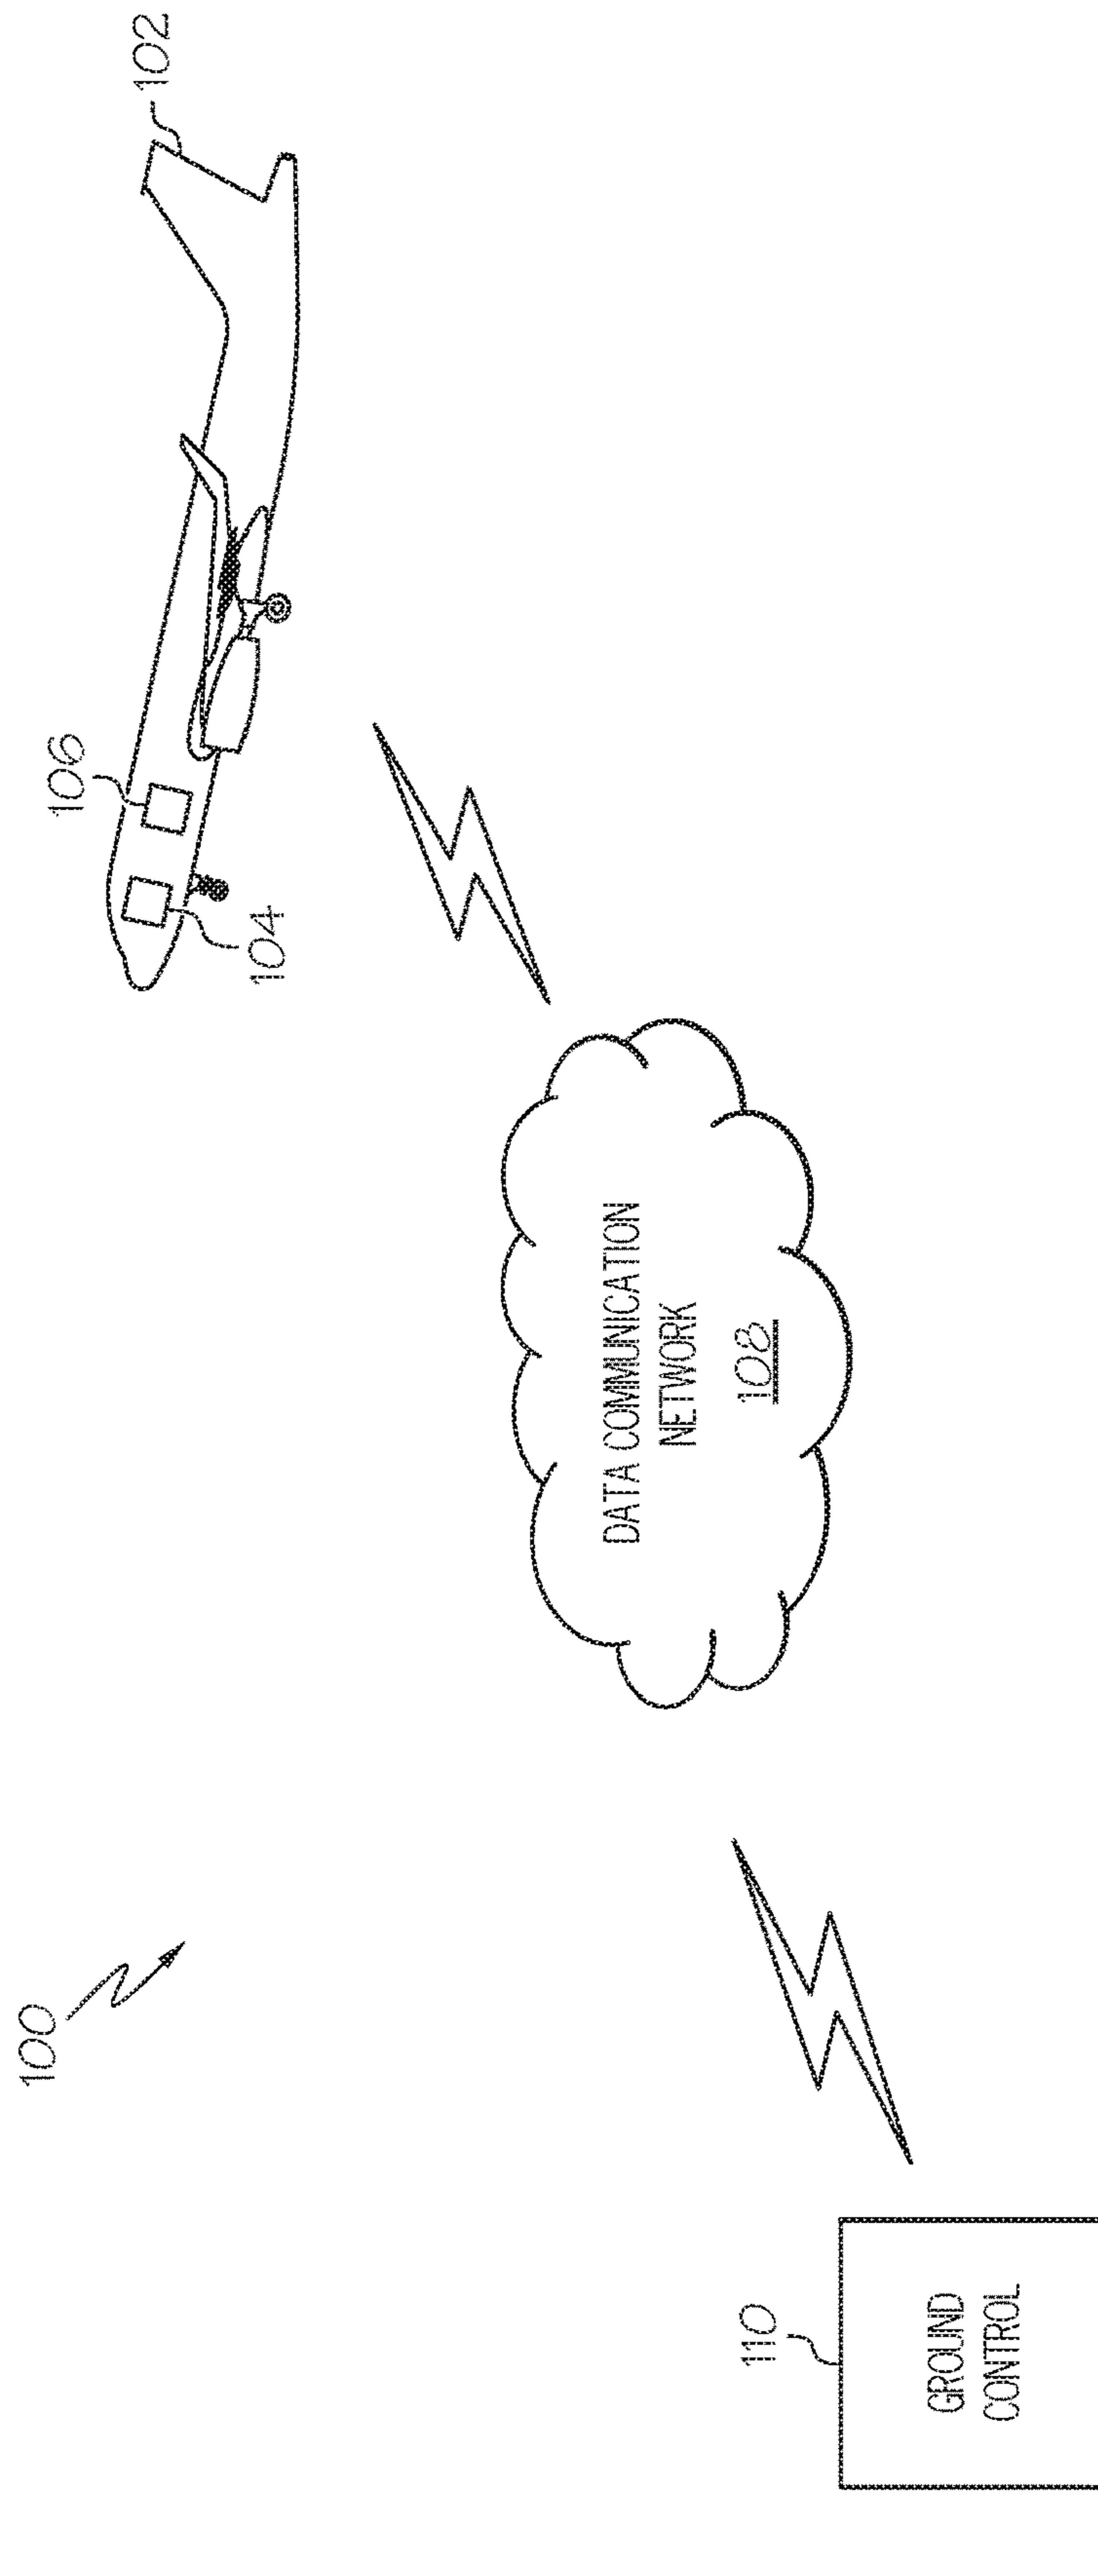 100
102
106
104
DATA COMMUNICATION
NETWORK
108
110
GROUND
CONTROL